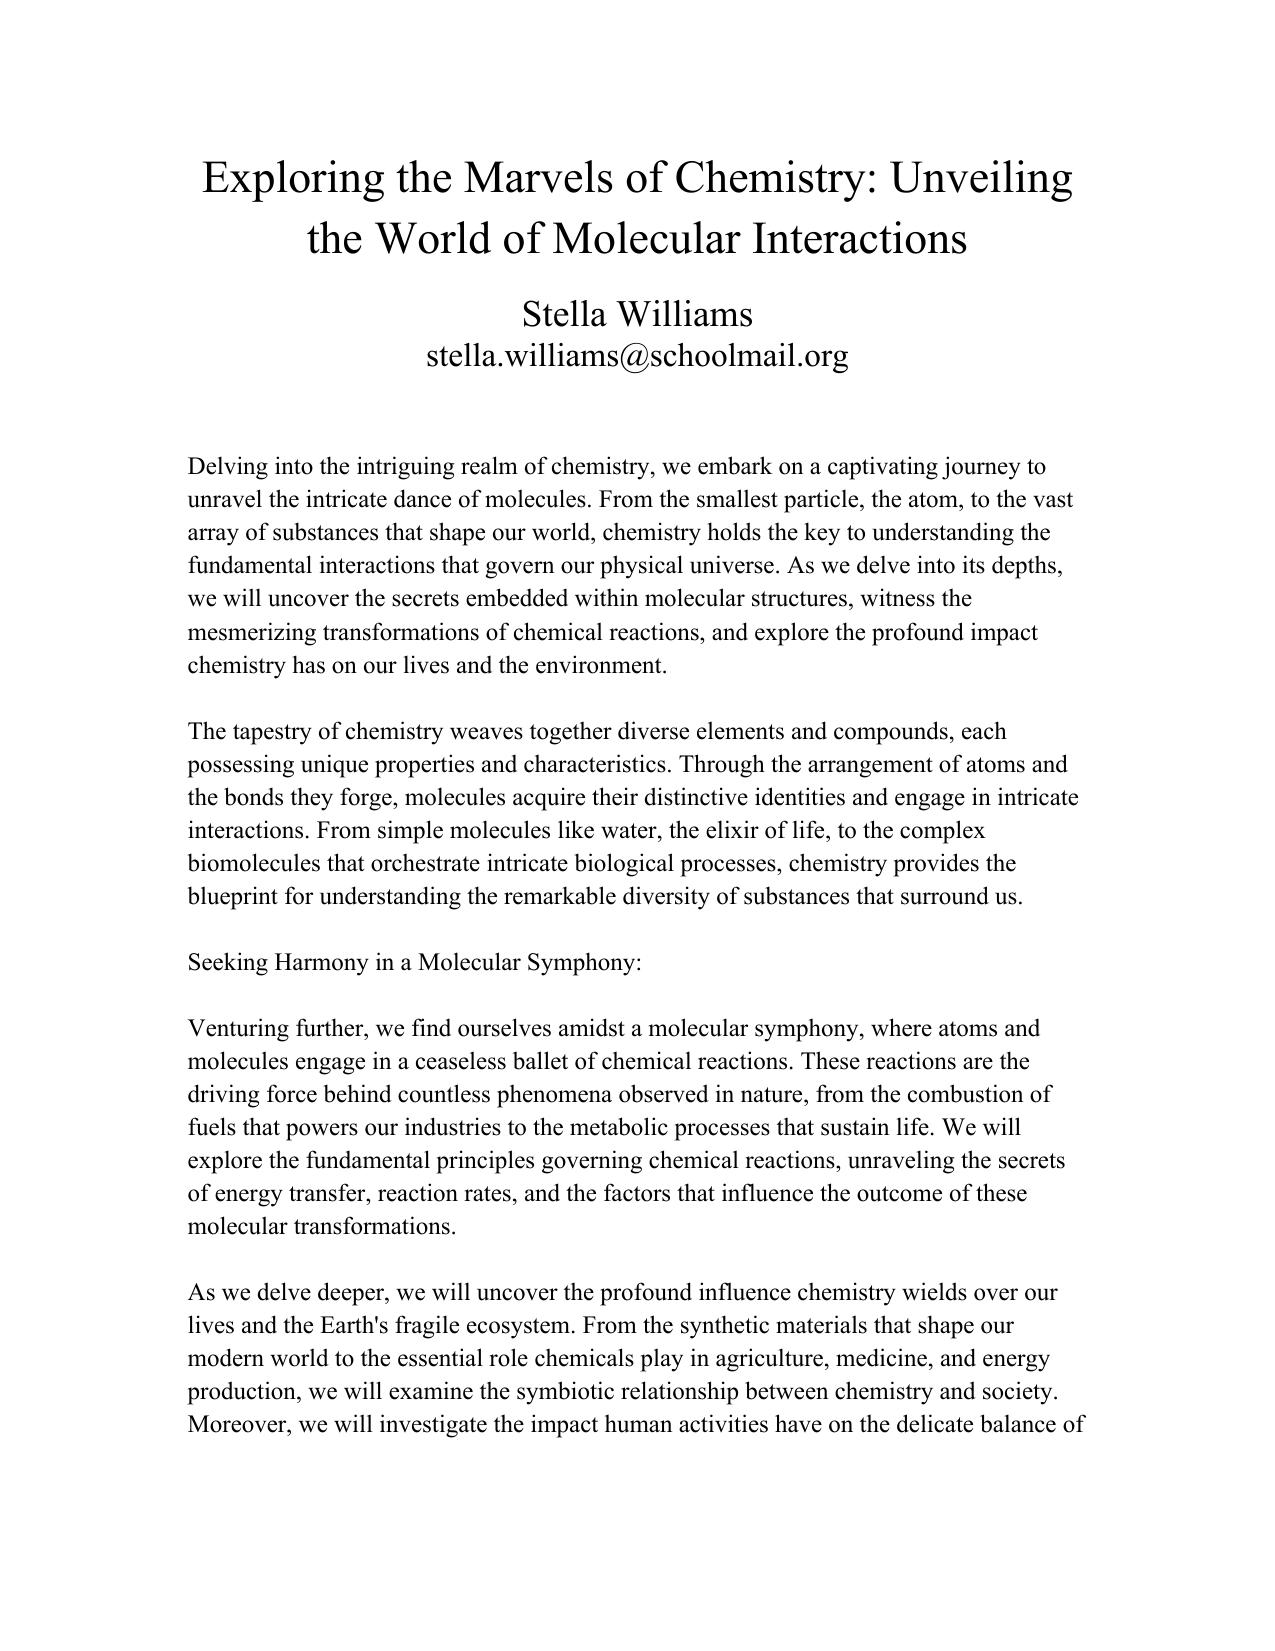 Exploring the Marvels of Chemistry: Unveiling
the World of Molecular Interactions
Stella Williams
stella.williams@schoolmail.org
Delving into the intriguing realm of chemistry, we embark on a captivating journey to
unravel the intricate dance of molecules. From the smallest particle, the atom, to the vast
array of substances that shape our world, chemistry holds the key to understanding the
fundamental interactions that govern our physical universe. As we delve into its depths,
we will uncover the secrets embedded within molecular structures, witness the
mesmerizing transformations of chemical reactions, and explore the profound impact
chemistry has on our lives and the environment.
The tapestry of chemistry weaves together diverse elements and compounds, each
possessing unique properties and characteristics. Through the arrangement of atoms and
the bonds they forge, molecules acquire their distinctive identities and engage in intricate
interactions. From simple molecules like water, the elixir of life, to the complex
biomolecules that orchestrate intricate biological processes, chemistry provides the
blueprint for understanding the remarkable diversity of substances that surround us.
Seeking Harmony in a Molecular Symphony:
Venturing further, we find ourselves amidst a molecular symphony, where atoms and
molecules engage in a ceaseless ballet of chemical reactions. These reactions are the
driving force behind countless phenomena observed in nature, from the combustion of
fuels that powers our industries to the metabolic processes that sustain life. We will
explore the fundamental principles governing chemical reactions, unraveling the secrets
of energy transfer, reaction rates, and the factors that influence the outcome of these
molecular transformations.
As we delve deeper, we will uncover the profound influence chemistry wields over our
lives and the Earth's fragile ecosystem. From the synthetic materials that shape our
modern world to the essential role chemicals play in agriculture, medicine, and energy
production, we will examine the symbiotic relationship between chemistry and society.
Moreover, we will investigate the impact human activities have on the delicate balance of